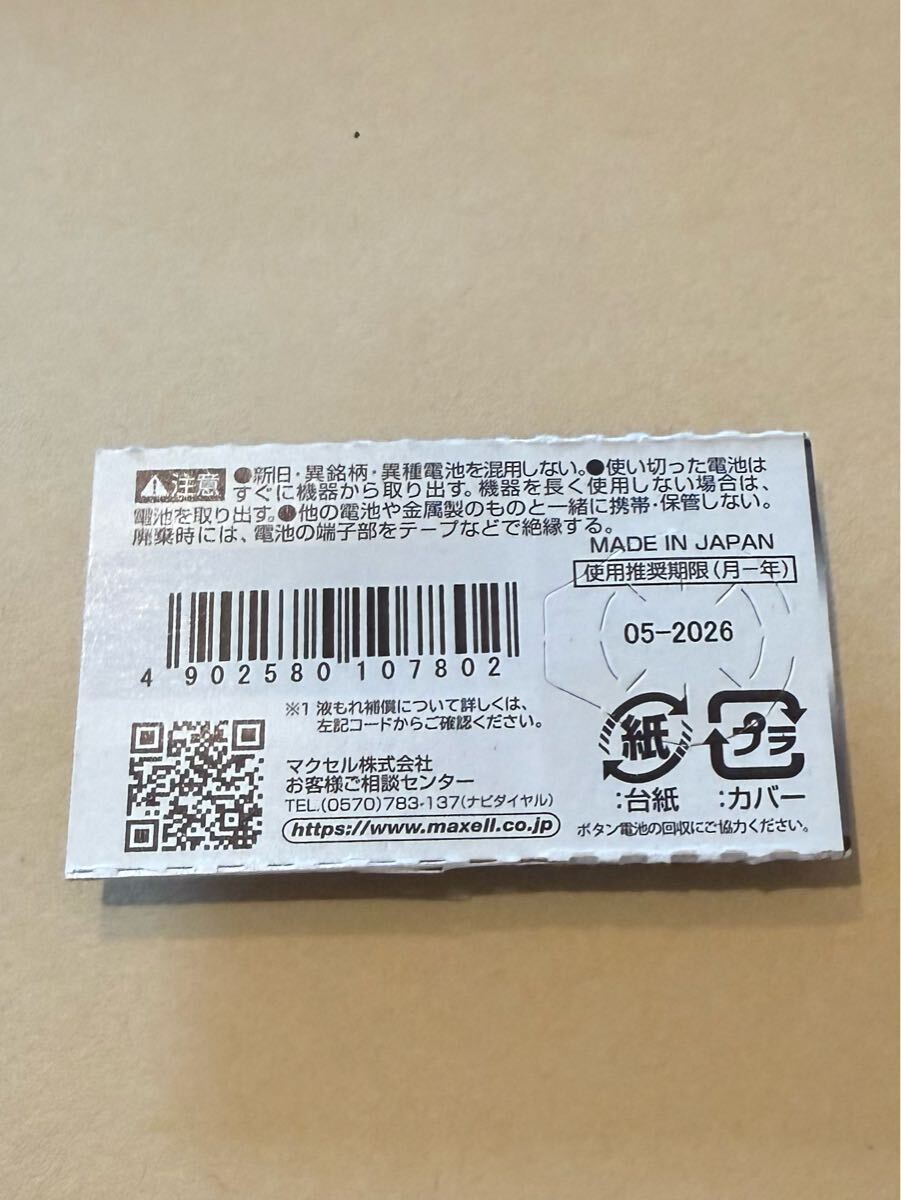 注意 ●新旧・異銘柄・異種電池を混用しない。●使い切った電池は
すぐに機器から取り出す。機器を長く使用しない場合は、
電池を取り出す。●他の電池や金属製のものと一緒に携帯・保管しない。
廃棄時には、電池の端子部をテープなどで絶縁する。
MADE IN JAPAN
使用推奨期限(月−年)
05-2026
4 902580 107802
※1 液もれ補償について詳しくは、
左記コードからご確認ください。
マクセル株式会社
お客様ご相談センター
TEL.(0570)783-137(ナビダイヤル)
https://www.maxell.co.jp/
紙 プラ
:台紙 :カバー
ボタン電池の回収にご協力ください。